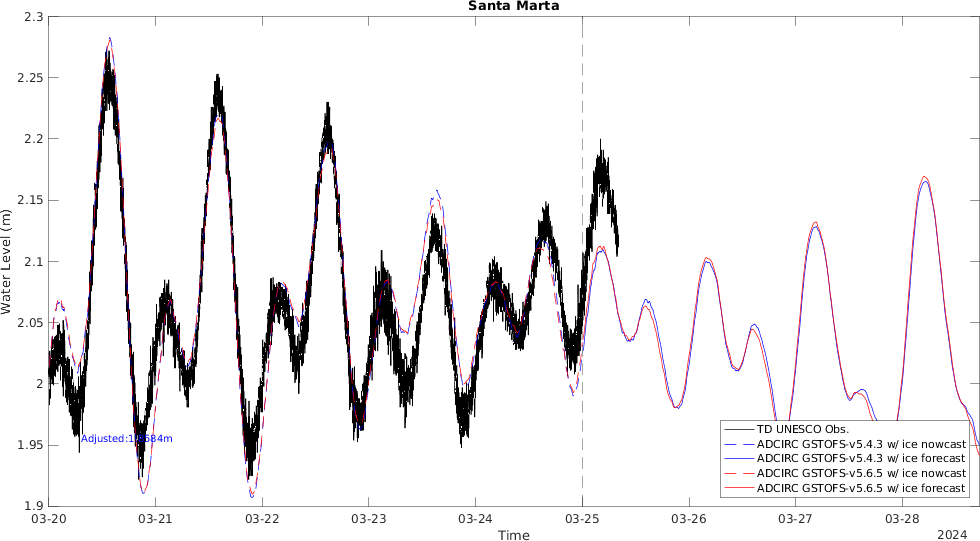 Santa Marta
Water Level (m)
2.3
2.25
2.2
2.15
2.1
2.05
2
1.95
1.9
TD UNESCO Obs.
ADCIRC GSTOFS-v5.4.3 w/ ice nowcast
ADCIRC GSTOFS-v5.4.3 w/ ice forecast
ADCIRC GSTOFS-v5.6.5 w/ ice nowcast
ADCIRC GSTOFS-v5.6.5 w/ ice forecast
03-20 03-21 03-22 03-23 03-24 03-25 03-26 03-27 03-28
Time
2024